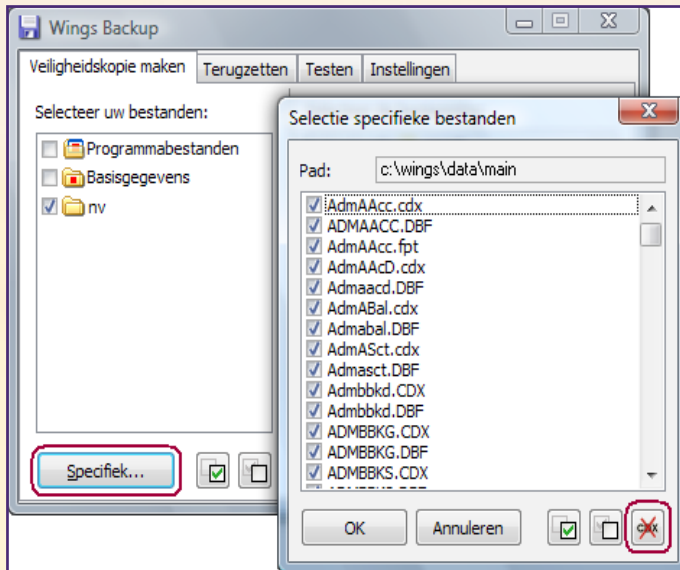 Wings Backup
Veiligheidskopie maken
Terugzetten
Testen
Instellingen
Selecteer uw bestanden:
Programmabestanden
Basisgegevens
nv
Specifiek...
Selectie specifieke bestanden
Pad:
c:\wings\data\main
AdmAAcc.cdx
ADMAACC.DBF
AdmAAcc.fpt
AdmAAcD.cdx
Admaacd.DBF
AdmABal.cdx
Admabal.DBF
AdmASct.cdx
Admasct.DBF
Admbbkd.CDX
Admbbkd.DBF
ADMBBKG.CDX
ADMBBKG.DBF
ADMBBKS.CDX
OK
Annuleren
CDX